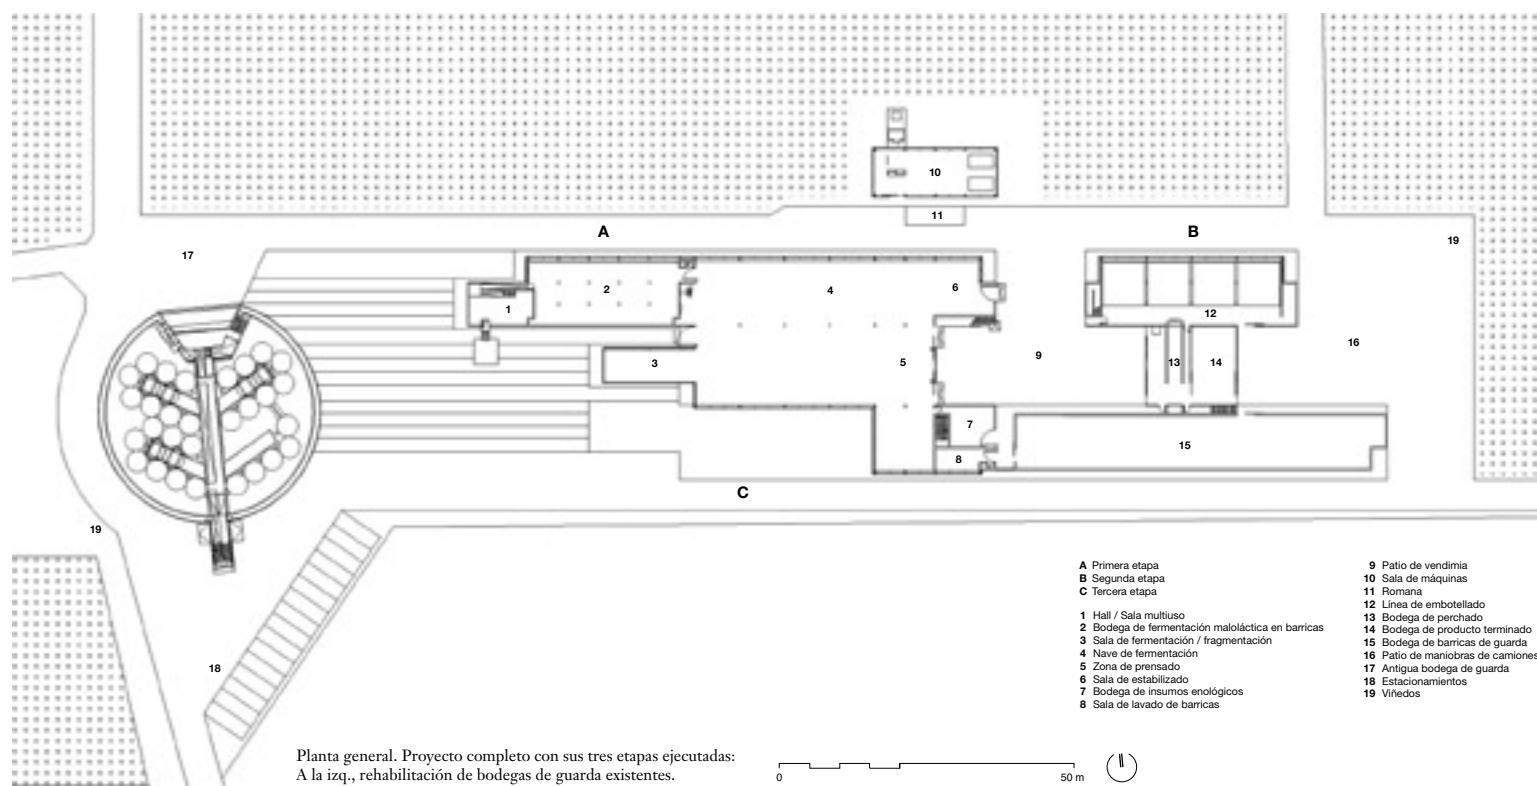 10
11
A
B
17
19
2
4
6
1
12
3
5
9
13
14
16
7
8
15
C
19
18
A Primera etapa
B Segunda etapa
C Tercera etapa
1 Hall / Sala multiuso
2 Bodega de fermentación maloláctica en barricas
3 Sala de fermentación / fragmentación
4 Nave de fermentación
5 Zona de prensado
6 Sala de estabilizado
7 Bodega de insumos enológicos
8 Sala de lavado de barricas
9 Patio de vendimia
10 Sala de máquinas
11 Romana
12 Línea de embotellado
13 Bodega de perchado
14 Bodega de producto terminado
15 Bodega de barricas de guarda
16 Patio de maniobras de camiones
17 Antigua bodega de guarda
18 Estacionamientos
19 Viñedos
Planta general. Proyecto completo con sus tres etapas ejecutadas:
A la izq., rehabilitación de bodegas de guarda existentes.
0 50 m